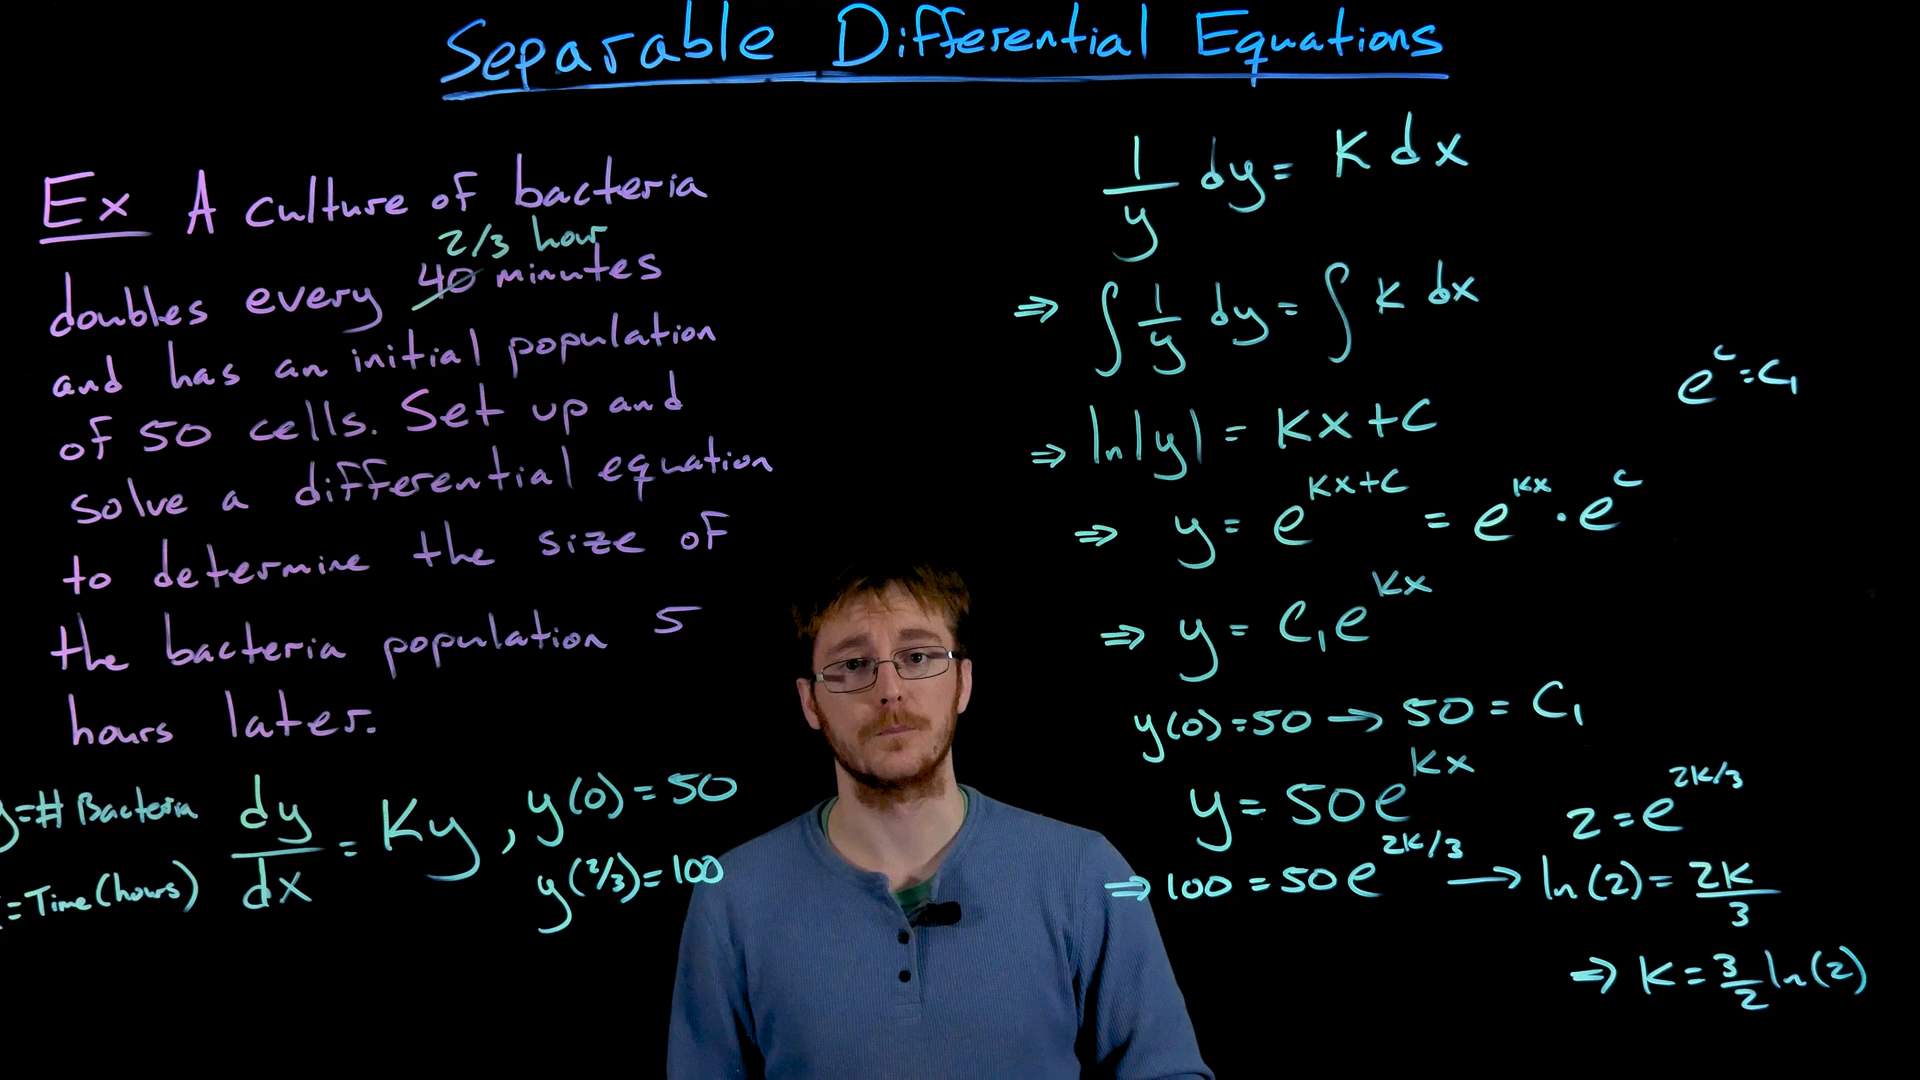 Separable Differential Equations
Ex A culture of bacteria
2/3 hour
doubles every 40 minutes
and has an initial population
of 50 cells. Set up and
solve a differential equation
to determine the size of
the bacteria population 5
hours later.
y=# Bacteria
=Time (hours)
dy/dx = Ky, y(0)=50
y(2/3)=100
1/y dy = K dx
⇒ ∫ 1/y dy = ∫ K dx
⇒ ln|y| = Kx+C
e^c=C₁
⇒ y = e^(Kx+C) = e^(Kx) · e^c
⇒ y = C₁e^(Kx)
y(0)=50 → 50 = C₁
y = 50e^(Kx)
⇒ 100 = 50e^(2K/3) →
2=e^(2K/3)
ln(2) = 2K/3
⇒ K = 3/2 ln(2)